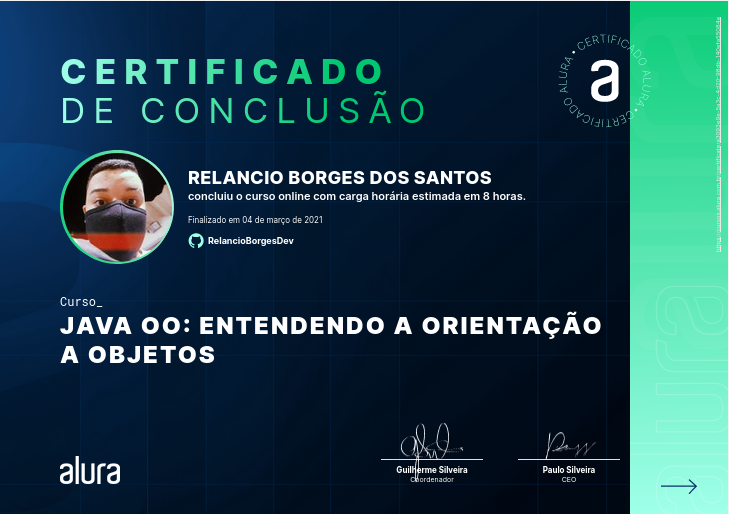 CERTIFICADO
DE CONCLUSÃO
CERTIFICADO ALURA • CERTIFICADO ALURA •
a
RELANCIO BORGES DOS SANTOS
concluiu o curso online com carga horária estimada em 8 horas.
Finalizado em 04 de março de 2021
RelancioBorgesDev
Curso_
JAVA OO: ENTENDENDO A ORIENTAÇÃO
A OBJETOS
alura
Guilherme Silveira
Coordenador
Paulo Silveira
CEO
alura